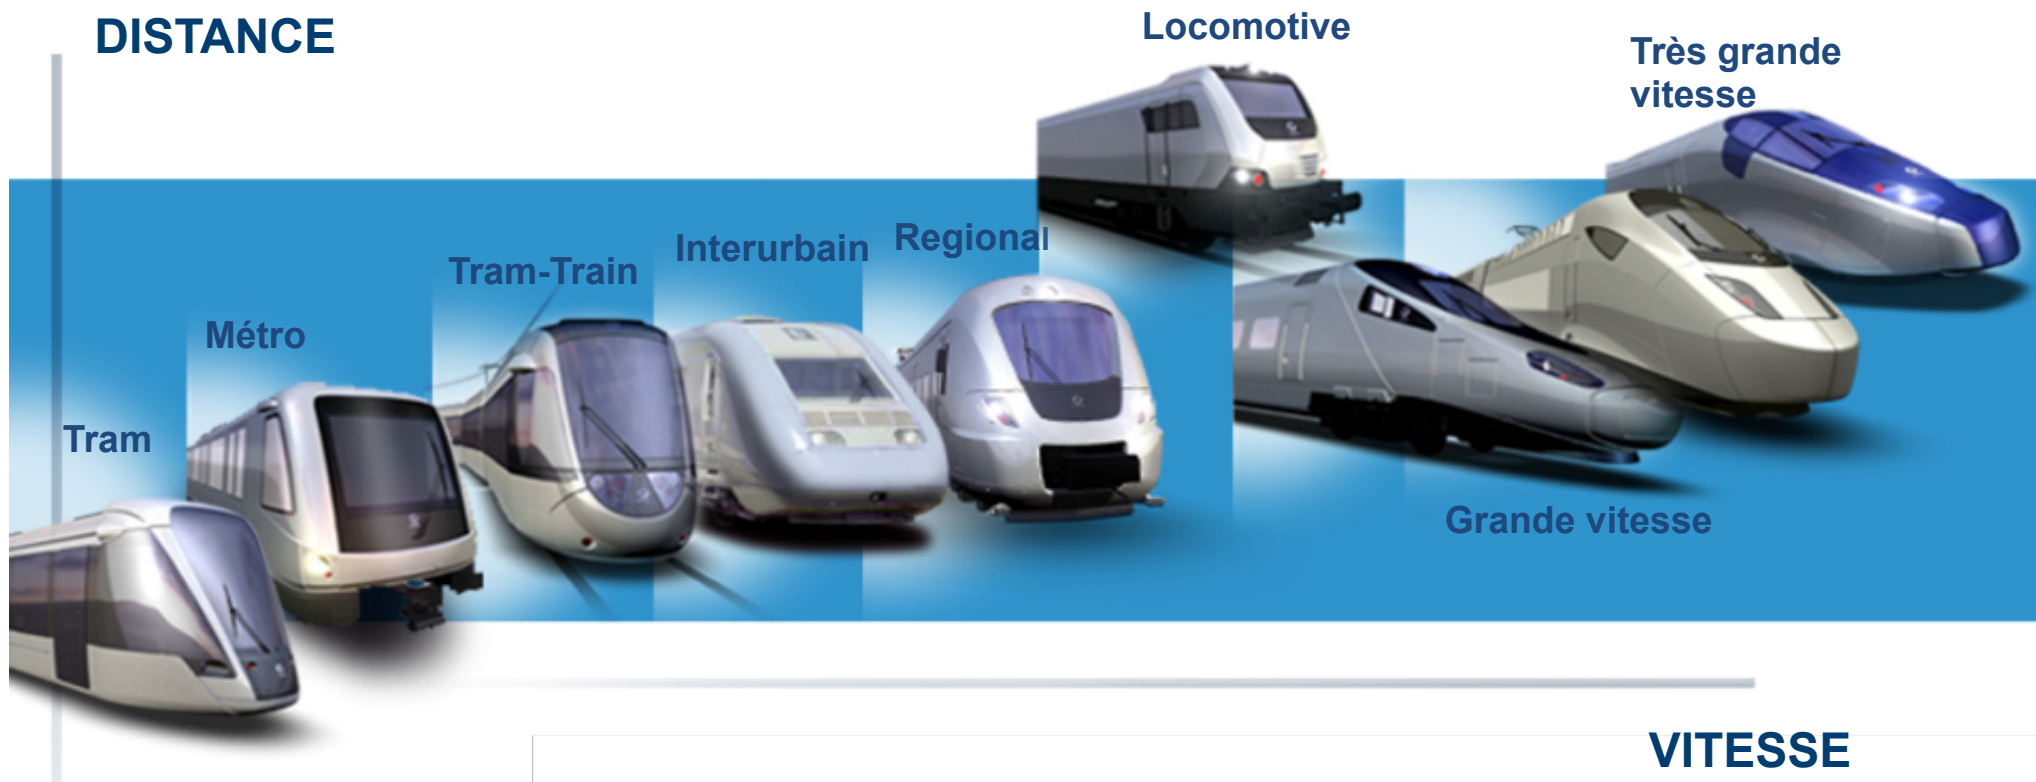 DISTANCE
Locomotive
Très grande
vitesse
Regional
Interurbain
Tram-Train
Métro
Tram
Grande vitesse
VITESSE